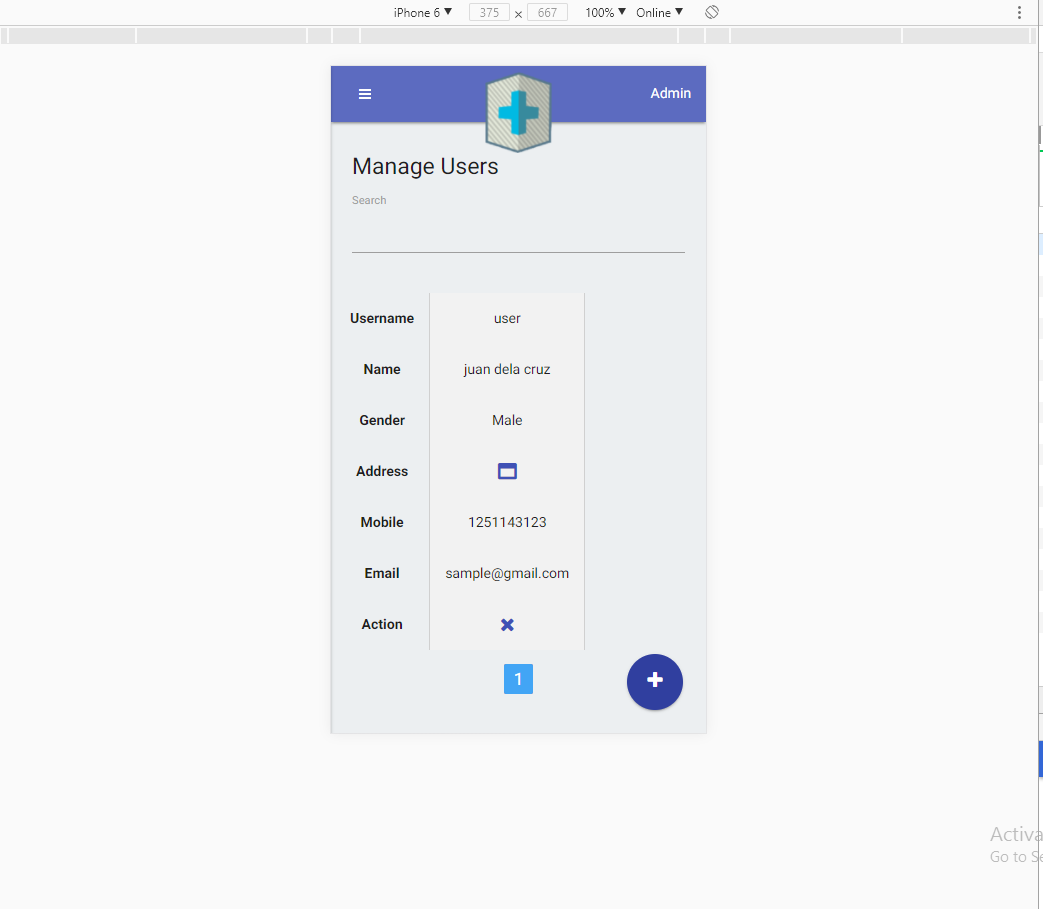 iPhone 6 ▼ 375 × 667 100% ▼ Online ▼
Admin
Manage Users
Search
Username user
Name juan dela cruz
Gender Male
Address
Mobile 1251143123
Email sample@gmail.com
Action
1
Activa
Go to Se